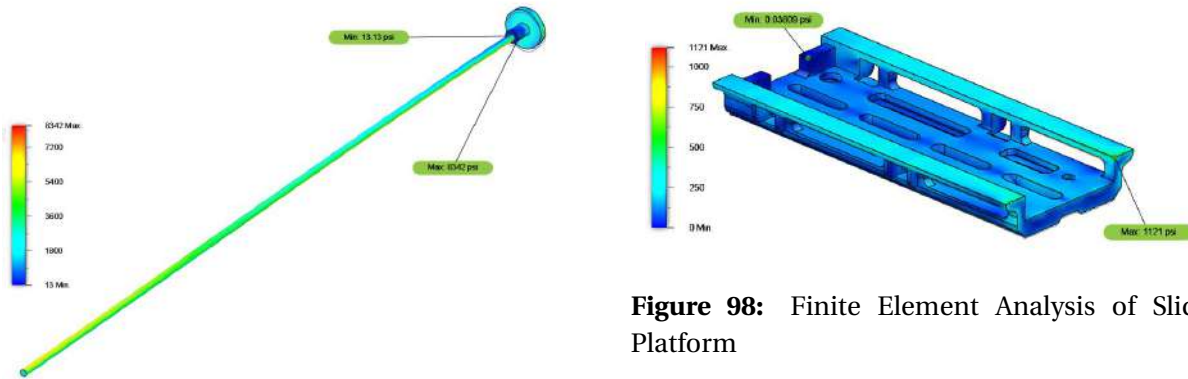 Min: 13.13 psi
8342 Max
7200
5400
3600
1800
13 Min
Max: 8342 psi
Min: 0.03809 psi
1121 Max
1000
750
500
250
0 Min
Max: 1121 psi
Figure 98: Finite Element Analysis of Slid
Platform